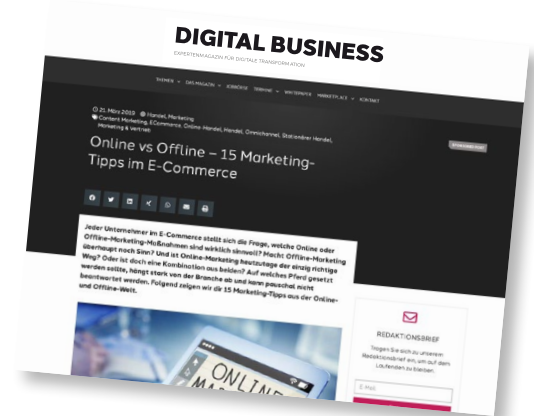 DIGITAL BUSINESS
EXPERTENMAGAZIN FÜR DIGITALE TRANSFORMATION
THEMEN DAS MAGAZIN JOBBÖRSE TERMINE WHITEPAPER MARKETPLACE KONTAKT
21. März 2019 Handel, Marketing
Content Marketing, ECommerce, Online Handel, Handel, Omnichannel, Stationärer Handel,
Marketing & Vertrieb
Online vs Offline – 15 Marketing-
Tipps im E-Commerce
Jeder Unternehmer im E-Commerce stellt sich die Frage, welche Online oder
Offline-Marketing-Maßnahmen sind wirklich sinnvoll? Macht Offline-Marketing
überhaupt noch Sinn? Und ist Online-Marketing heutzutage der einzig richtige
Weg? Oder ist doch eine Kombination aus beiden? Auf welches Pferd gesetzt
werden sollte, hängt stark von der Branche ab und kann pauschal nicht
beantwortet werden. Folgend zeigen wir dir 15 Marketing-Tipps aus der Online-
und Offline-Welt.
ONLINE
REDAKTIONSBRIEF
Tragen Sie sich zu unserem
Redaktionsbrief ein, um auf dem
Laufenden zu bleiben.
E-Mail